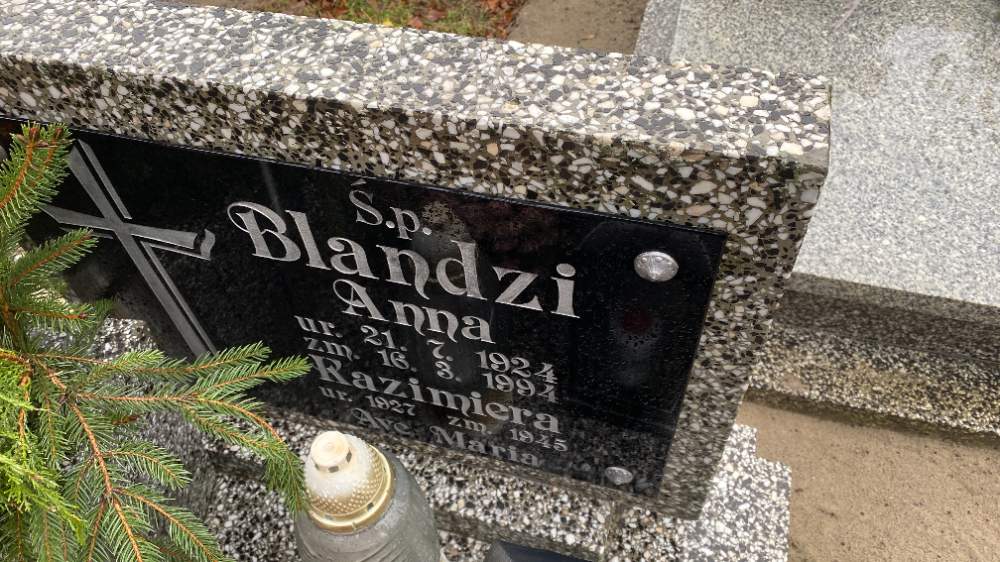 Ś.p.
Blandzi
Anna
ur. 21. 7. 1924
zm. 16. 3. 1994
Kazimiera
ur. 1927 zm. 1945
Ave Maria